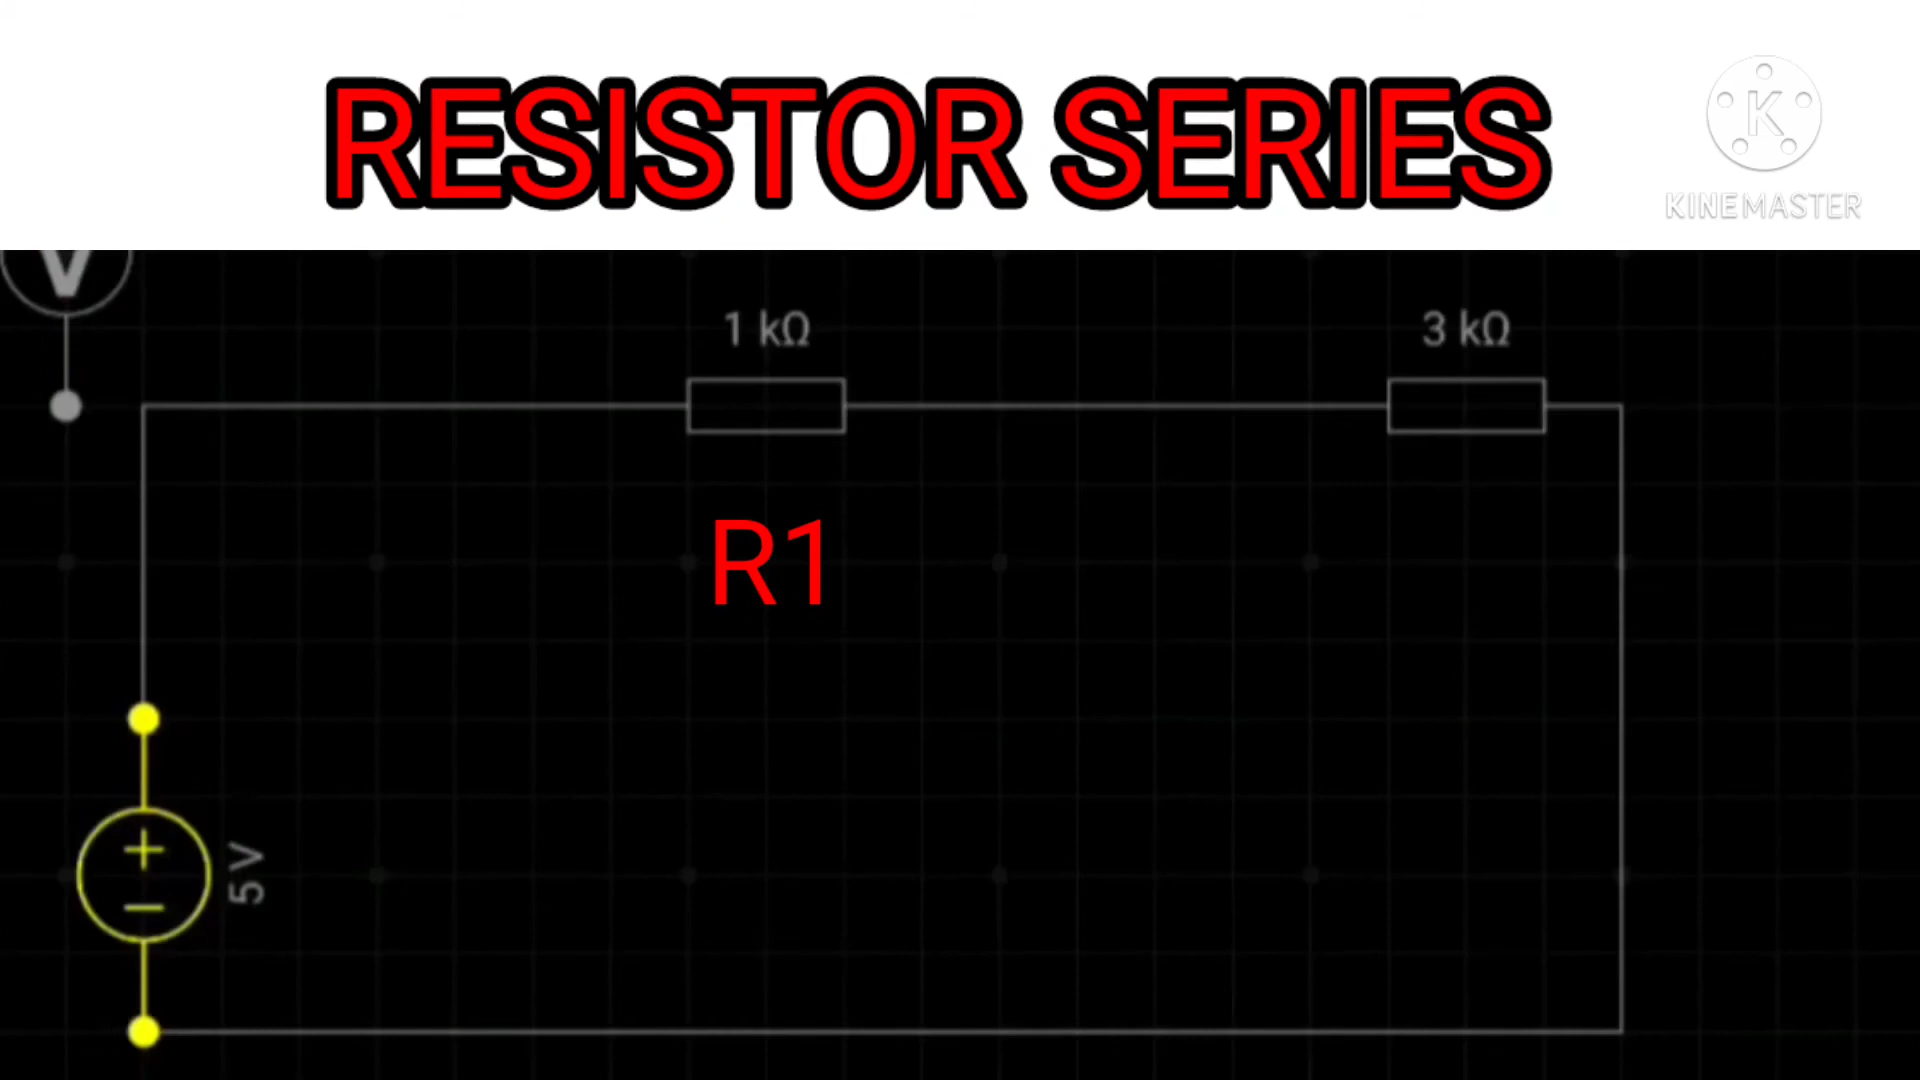 RESISTOR SERIES
K
KINEMASTER
V
1 kΩ
3 kΩ
R1
5 V